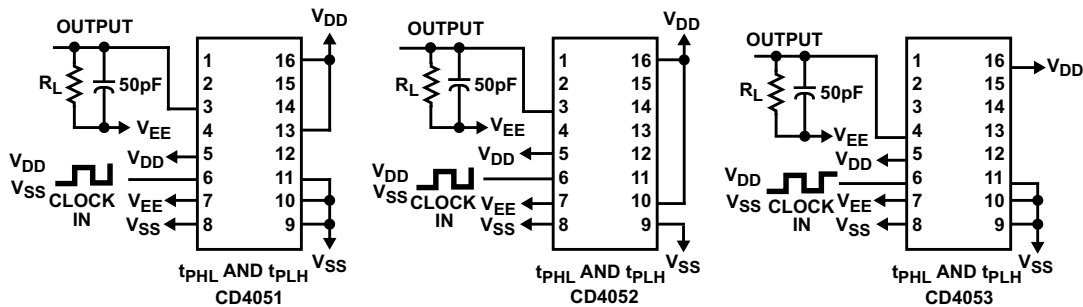 OUTPUT
R_L
50pF
V_EE
V_DD
V_DD
V_SS
CLOCK
IN
V_EE
V_SS
1
2
3
4
5
6
7
8
16
15
14
13
12
11
10
9
V_DD
V_SS
t_PHL AND t_PLH
CD4051
OUTPUT
R_L
50pF
V_EE
V_DD
V_DD
V_SS
CLOCK
IN
V_EE
V_SS
1
2
3
4
5
6
7
8
16
15
14
13
12
11
10
9
V_DD
V_SS
t_PHL AND t_PLH
CD4052
OUTPUT
R_L
50pF
V_EE
V_DD
V_DD
V_SS
CLOCK
IN
V_EE
V_SS
1
2
3
4
5
6
7
8
16
15
14
13
12
11
10
9
V_DD
V_SS
t_PHL AND t_PLH
CD4053